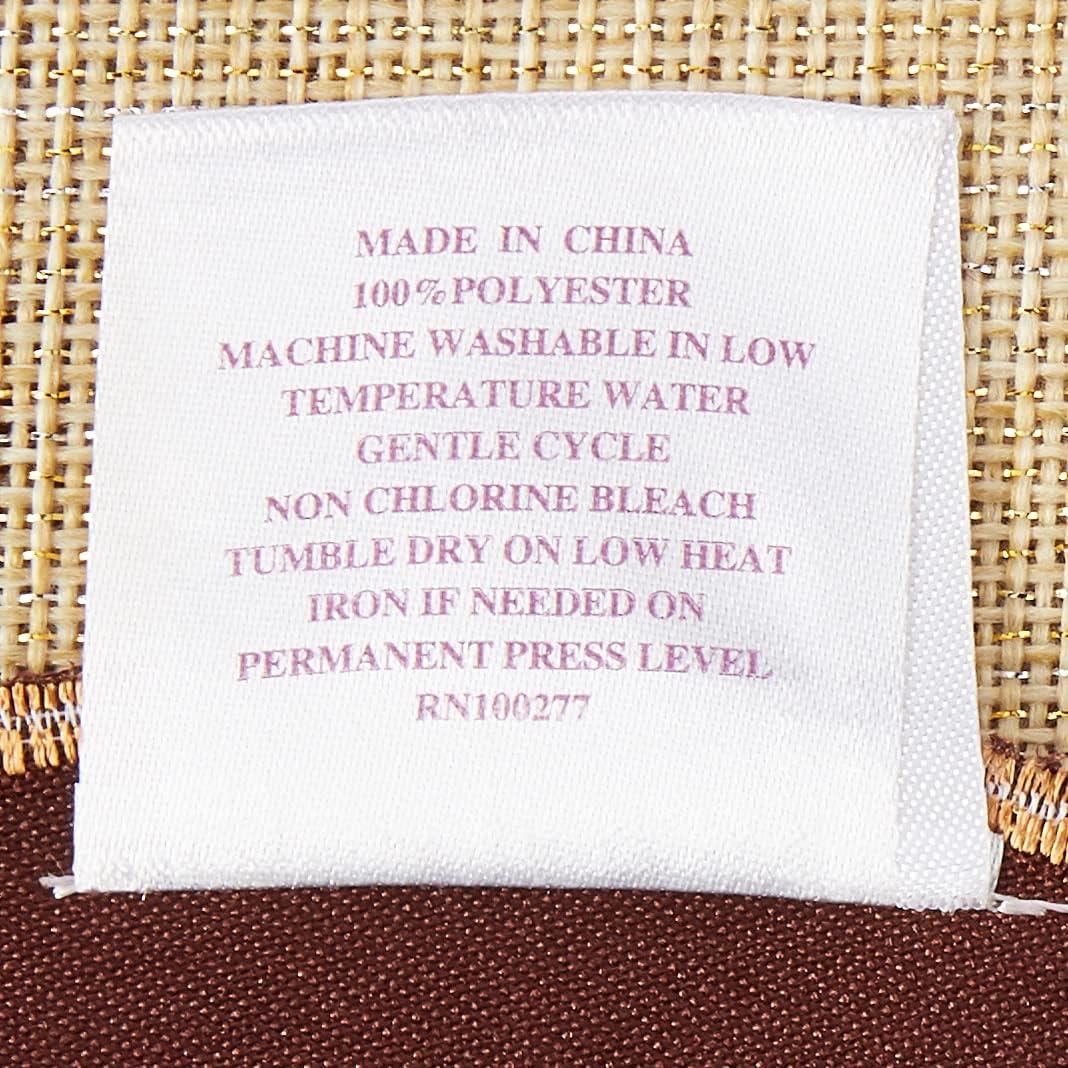 MADE IN CHINA
100%POLYESTER
MACHINE WASHABLE IN LOW
TEMPERATURE WATER
GENTLE CYCLE
NON CHLORINE BLEACH
TUMBLE DRY ON LOW HEAT
IRON IF NEEDED ON
PERMANENT PRESS LEVEL
RN100277